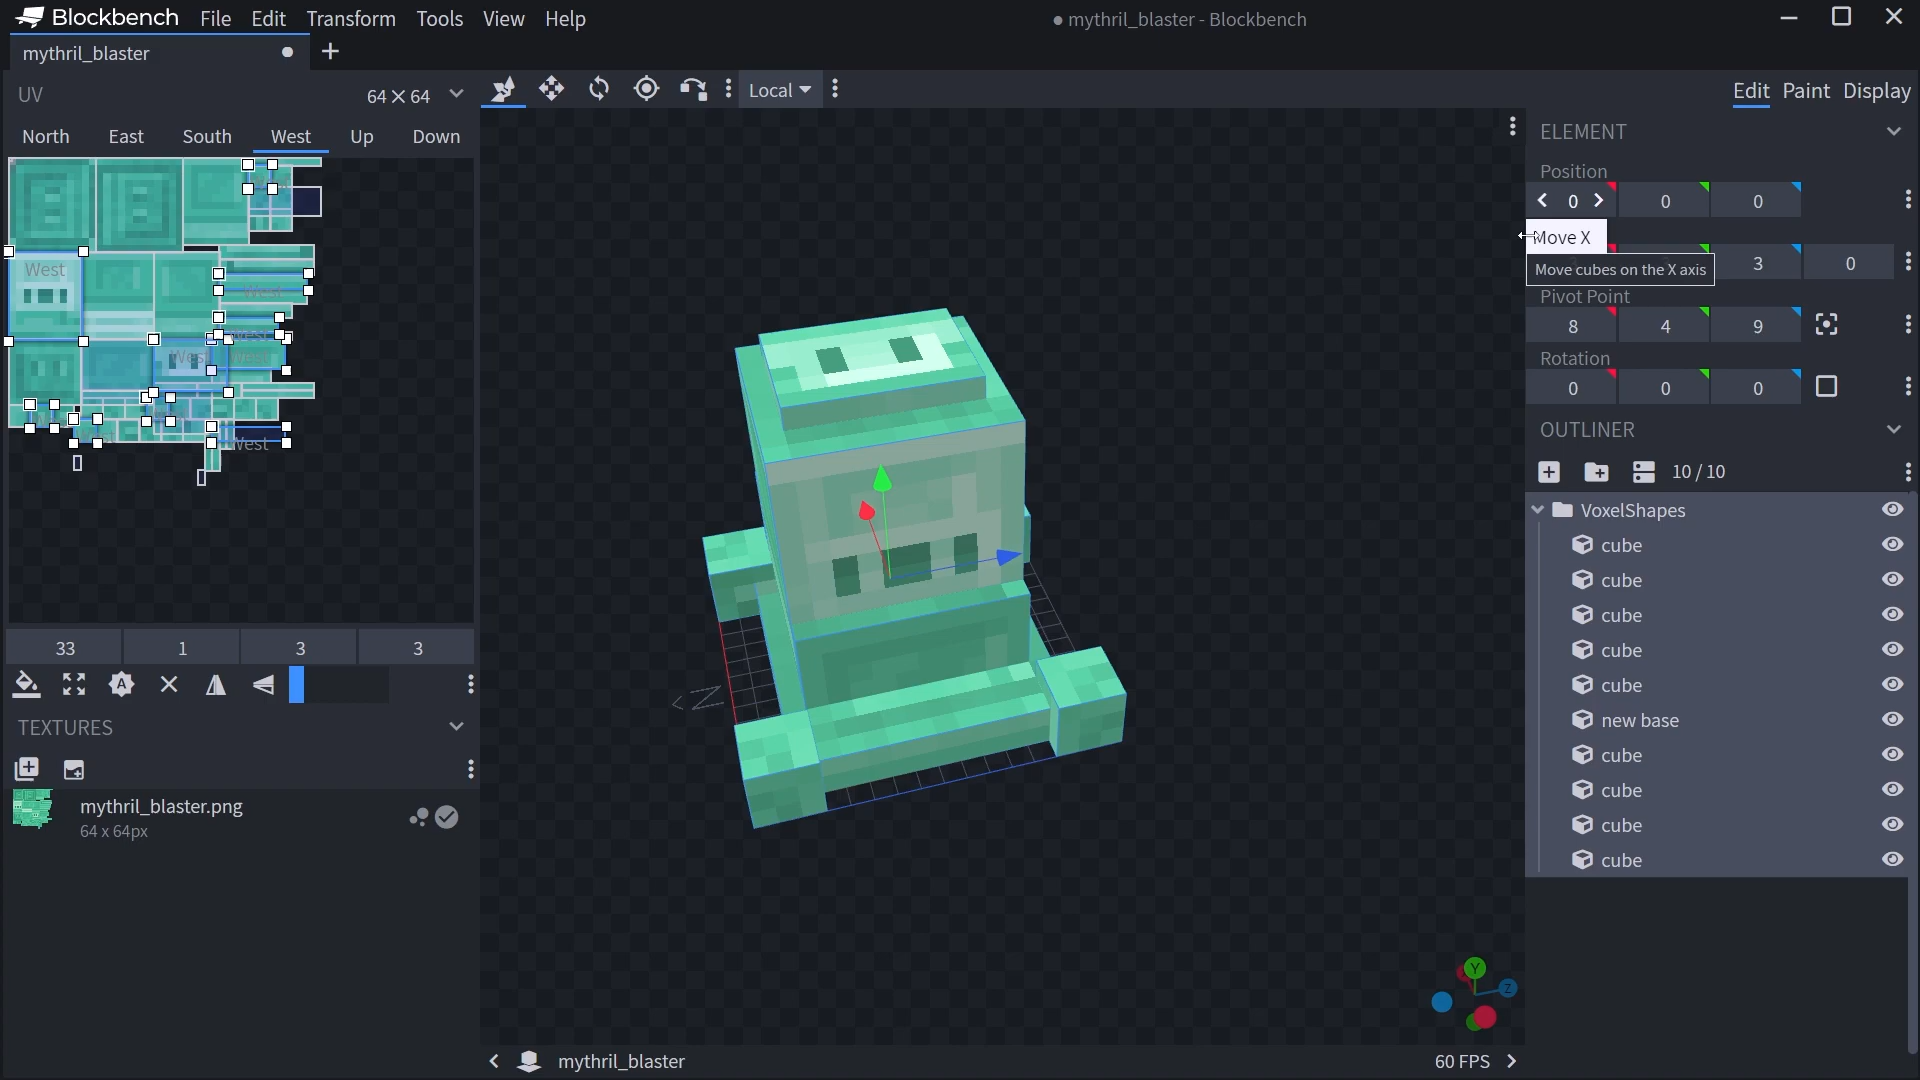 Blockbench File Edit Transform Tools View Help
mythril_blaster - Blockbench
mythril_blaster
UV 64 × 64
Local
Edit Paint Display
North East South West Up Down
ELEMENT
Position
0 0 0
Move X
Move cubes on the X axis
3 0
Pivot Point
8 4 9
Rotation
0 0 0
OUTLINER
10 / 10
VoxelShapes
cube
cube
cube
cube
cube
new base
cube
cube
cube
cube
West
West
West
West
33 1 3 3
TEXTURES
mythril_blaster.png
64 x 64px
Y
Z
mythril_blaster
60 FPS